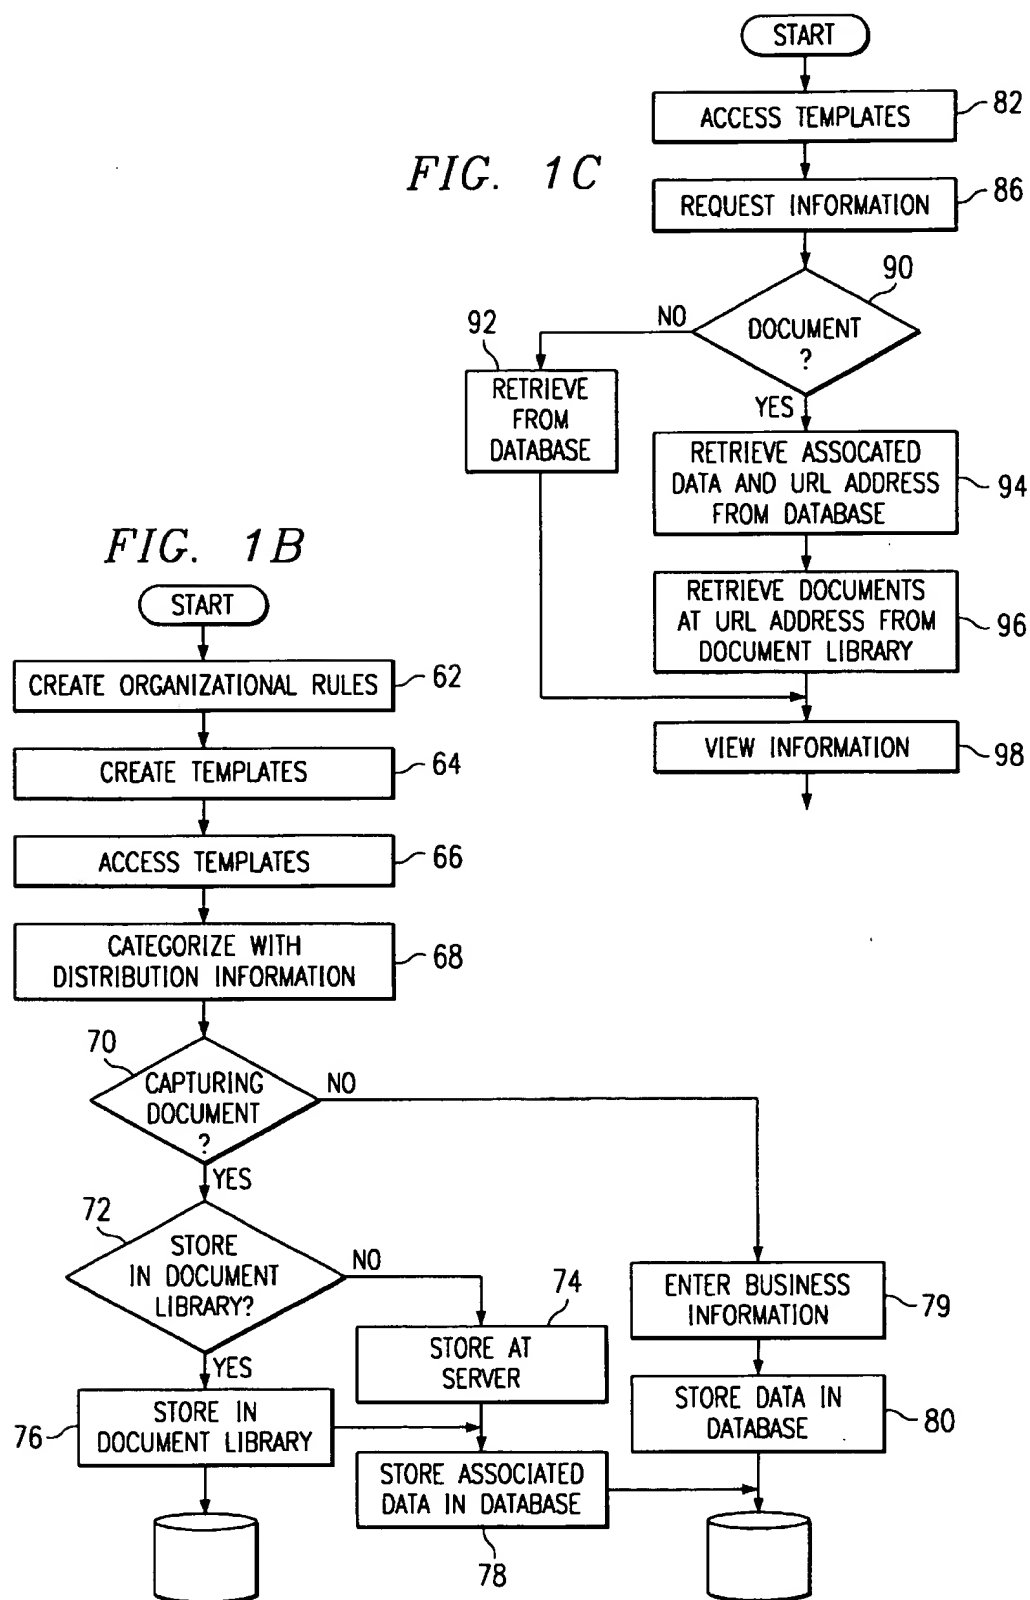 START
ACCESS TEMPLATES
82
FIG. 1C
REQUEST INFORMATION
86
90
DOCUMENT
?
NO
YES
92
RETRIEVE
FROM
DATABASE
RETRIEVE ASSOCATED
DATA AND URL ADDRESS
FROM DATABASE
94
RETRIEVE DOCUMENTS
AT URL ADDRESS FROM
DOCUMENT LIBRARY
96
VIEW INFORMATION
98
FIG. 1B
START
CREATE ORGANIZATIONAL RULES
62
CREATE TEMPLATES
64
ACCESS TEMPLATES
66
CATEGORIZE WITH
DISTRIBUTION INFORMATION
68
70
CAPTURING
DOCUMENT
?
NO
YES
72
STORE
IN DOCUMENT
LIBRARY?
NO
YES
74
STORE AT
SERVER
ENTER BUSINESS
INFORMATION
79
76
STORE IN
DOCUMENT LIBRARY
STORE DATA IN
DATABASE
80
STORE ASSOCIATED
DATA IN DATABASE
78